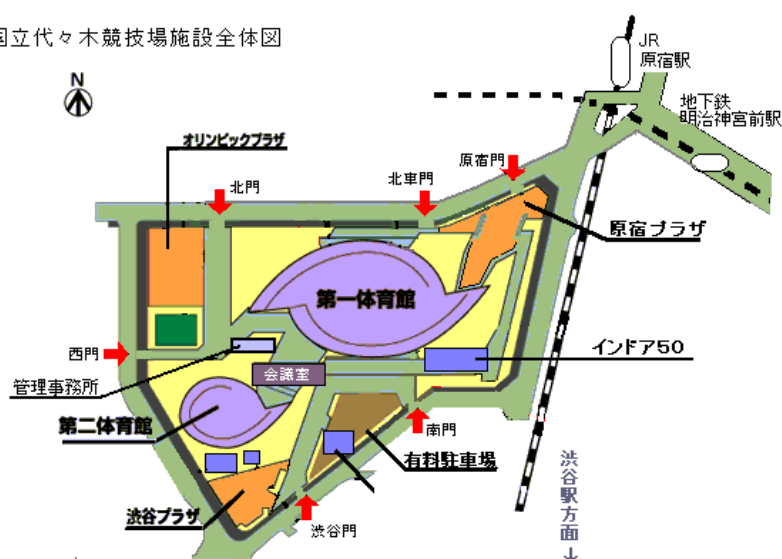 国立代々木競技場施設全体図
JR
原宿駅
N
地下鉄
明治神宮前駅
オリンピックプラザ
原宿門
北門
北車門
原宿プラザ
第一体育館
西門
インドア50
会議室
管理事務所
第二体育館
南門
有料駐車場
渋谷駅方面↓
渋谷プラザ
渋谷門